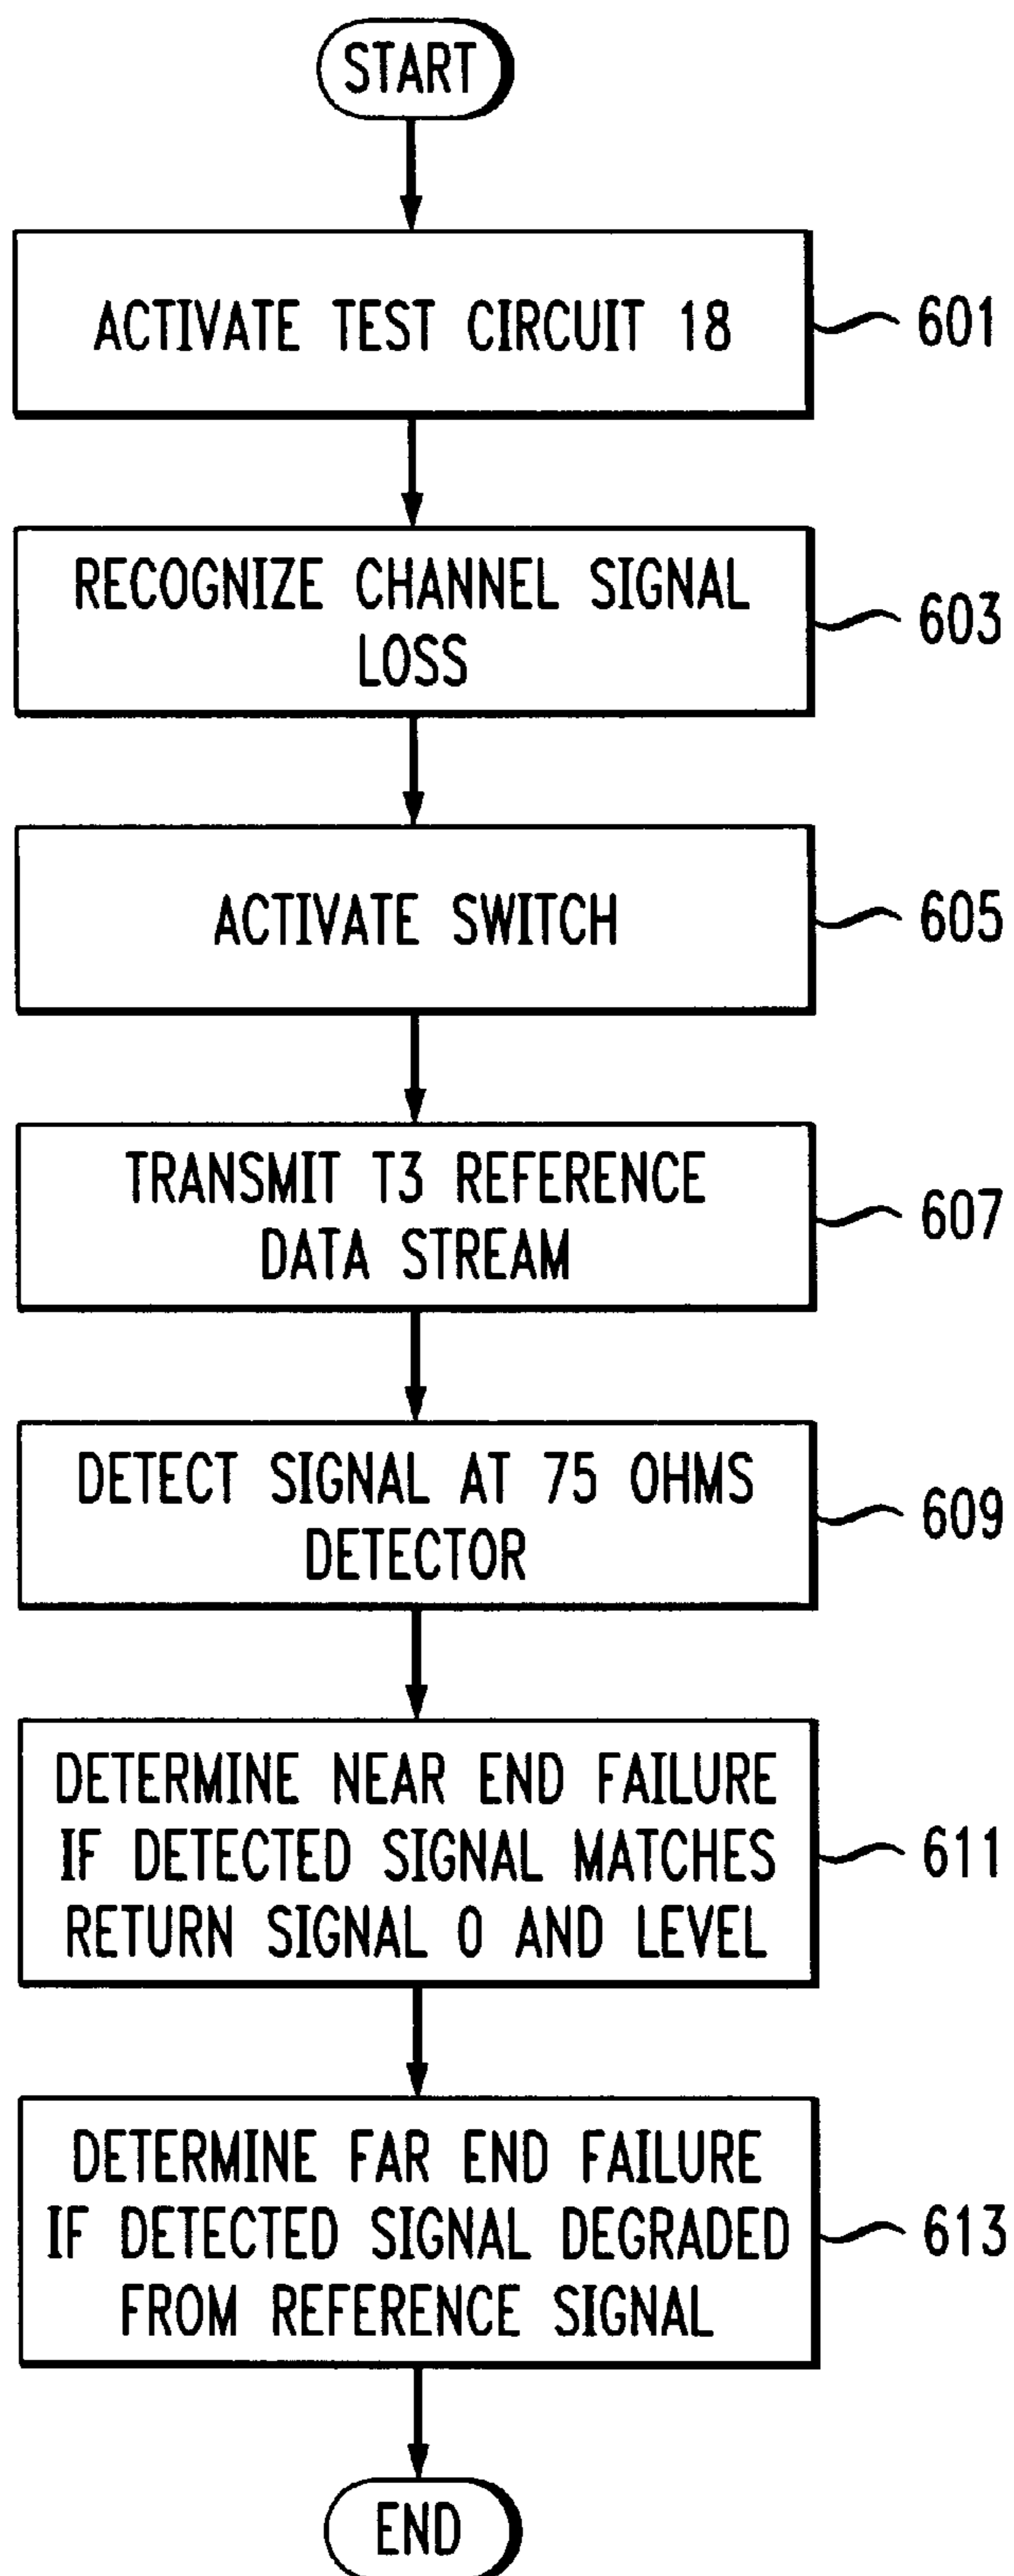 START
ACTIVATE TEST CIRCUIT 18
601
RECOGNIZE CHANNEL SIGNAL
LOSS
603
ACTIVATE SWITCH
605
TRANSMIT T3 REFERENCE
DATA STREAM
607
DETECT SIGNAL AT 75 OHMS
DETECTOR
609
DETERMINE NEAR END FAILURE
IF DETECTED SIGNAL MATCHES
RETURN SIGNAL 0 AND LEVEL
611
DETERMINE FAR END FAILURE
IF DETECTED SIGNAL DEGRADED
FROM REFERENCE SIGNAL
613
END